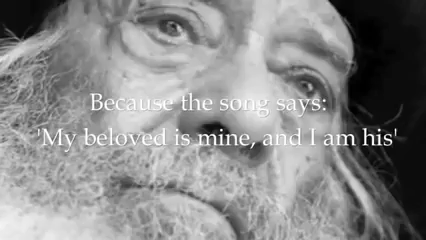 Because the song says:
'My beloved is mine, and I am his'